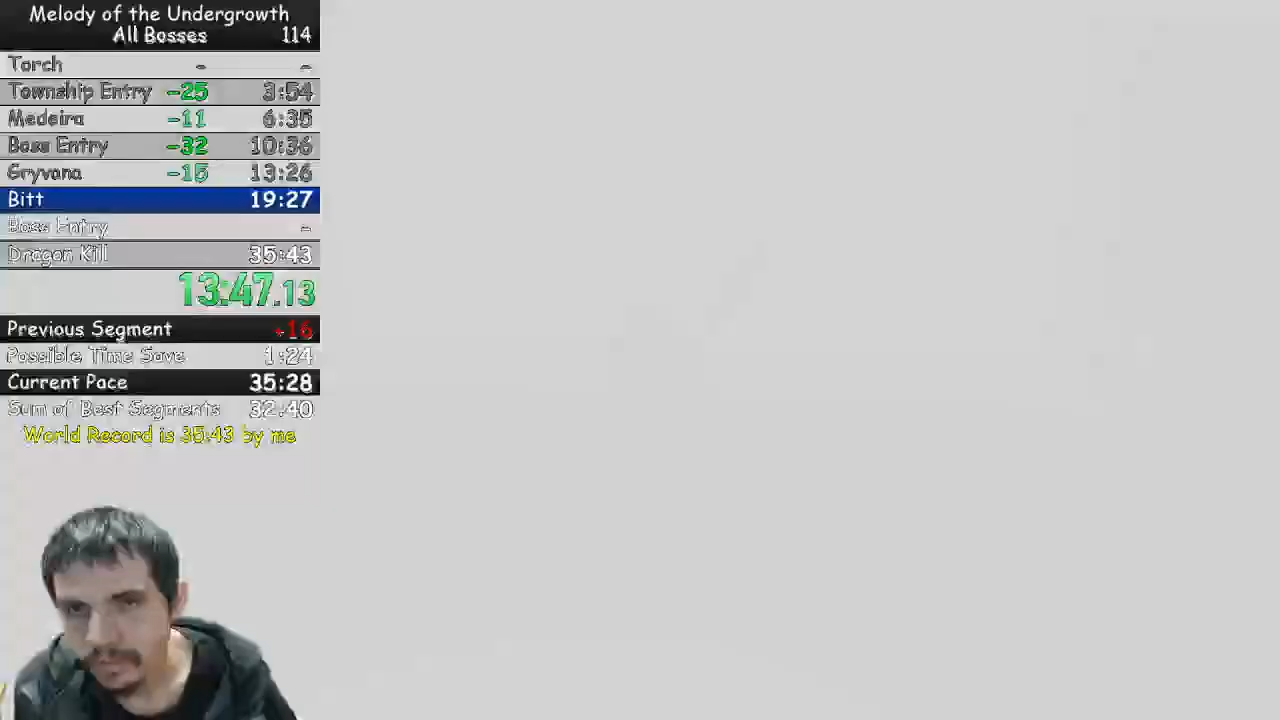 Melody of the Undergrowth
All Bosses 114
Torch - -
Township Entry -25 3:54
Medeira -11 6:35
Boss Entry -32 10:36
Gryvana -15 13:26
Bitt 19:27
Boss Entry -
Dragon Kill 35:43
13:47.13
Previous Segment +16
Possible Time Save 1:24
Current Pace 35:28
Sum of Best Segments 32:40
World Record is 35:43 by me